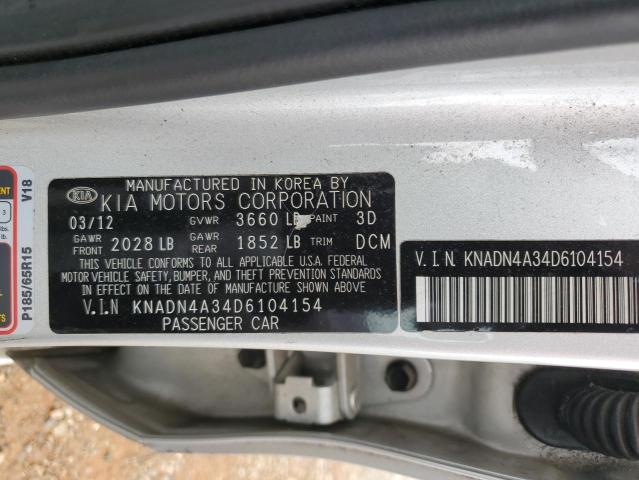 MANUFACTURED IN KOREA BY
KIA KIA MOTORS CORPORATION
03/12 GVWR 3660 LB PAINT 3D
GAWR FRONT 2028 LB GAWR REAR 1852 LB TRIM DCM
THIS VEHICLE CONFORMS TO ALL APPLICABLE U.S.A FEDERAL
MOTOR VEHICLE SAFETY, BUMPER, AND THEFT PREVENTION STANDARDS
IN EFFECT ON THE DATE OF MANUFACTURE SHOWN ABOVE.
V.I.N KNADN4A34D6104154
PASSENGER CAR
V.I.N KNADN4A34D6104154
P185/65R15 V18
3